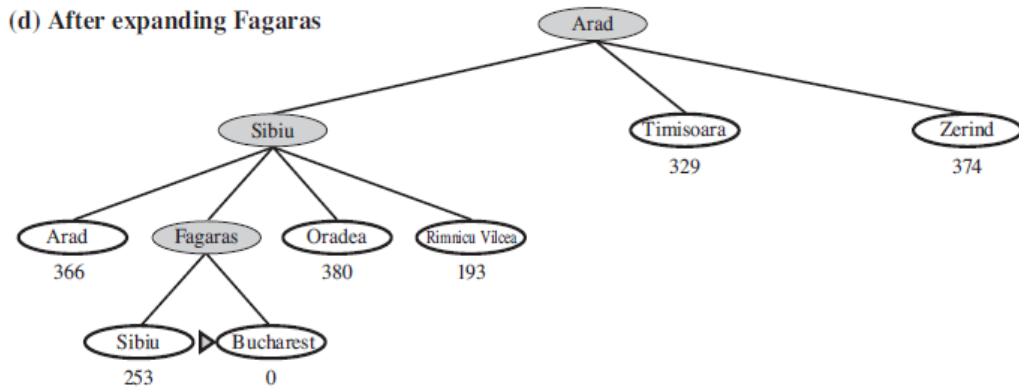 (d) After expanding Fagaras
Arad
Sibiu Timisoara Zerind
329 374
Arad Fagaras Oradea Rimnicu Vilcea
366 380 193
Sibiu Bucharest
253 0